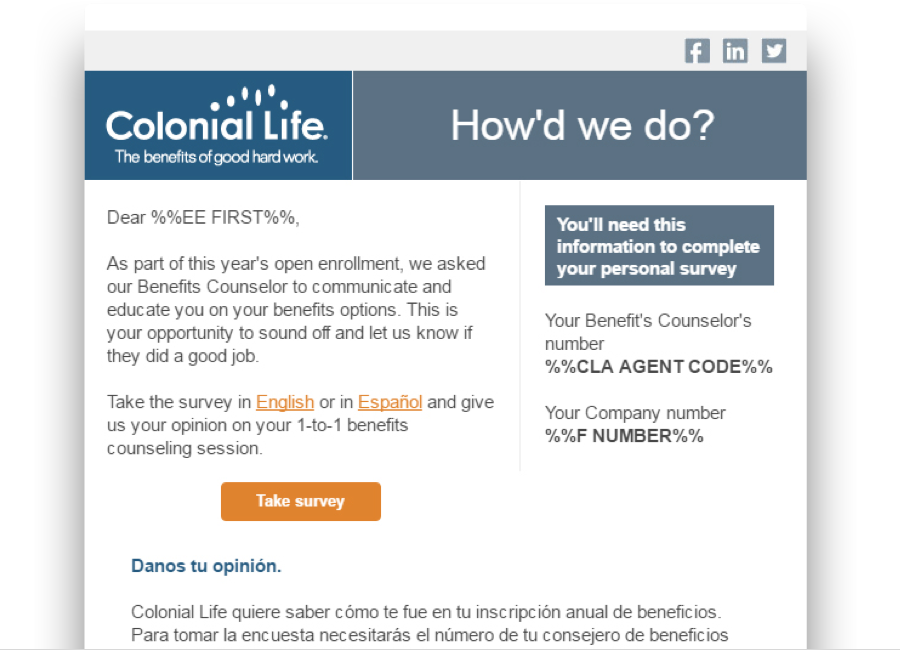 Colonial Life.
The benefits of good hard work.
How'd we do?
Dear %%EE FIRST%%,
As part of this year's open enrollment, we asked
our Benefits Counselor to communicate and
educate you on your benefits options. This is
your opportunity to sound off and let us know if
they did a good job.
Take the survey in English or in Español and give
us your opinion on your 1-to-1 benefits
counseling session.
Take survey
You'll need this
information to complete
your personal survey
Your Benefit's Counselor's
number
%%CLA AGENT CODE%%
Your Company number
%%F NUMBER%%
Danos tu opinión.
Colonial Life quiere saber cómo te fue en tu inscripción anual de beneficios.
Para tomar la encuesta necesitarás el número de tu consejero de beneficios